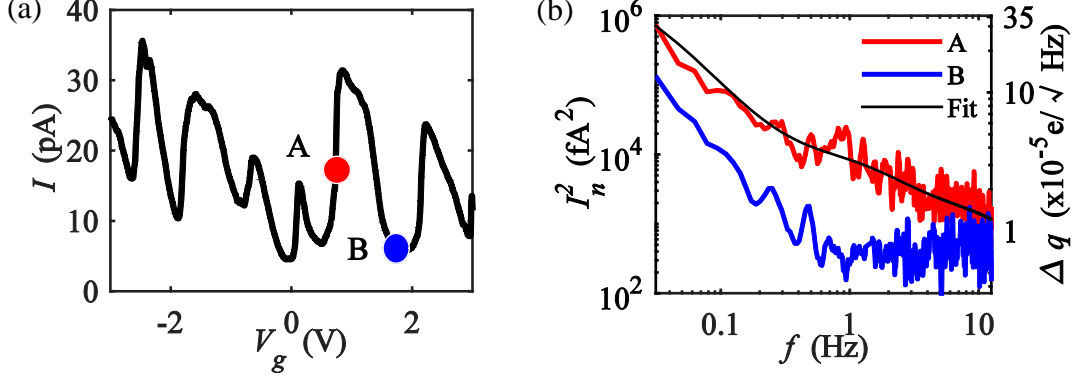 (a)
I (pA)
40
30
20
10
0
A
B
-2
0
2
V_g (V)
(b)
I_n^2 (fA^2)
10^6
10^4
10^2
A
B
Fit
35
10
1
Δ q (x10^-5 e/√ Hz)
0.1
1
10
f (Hz)